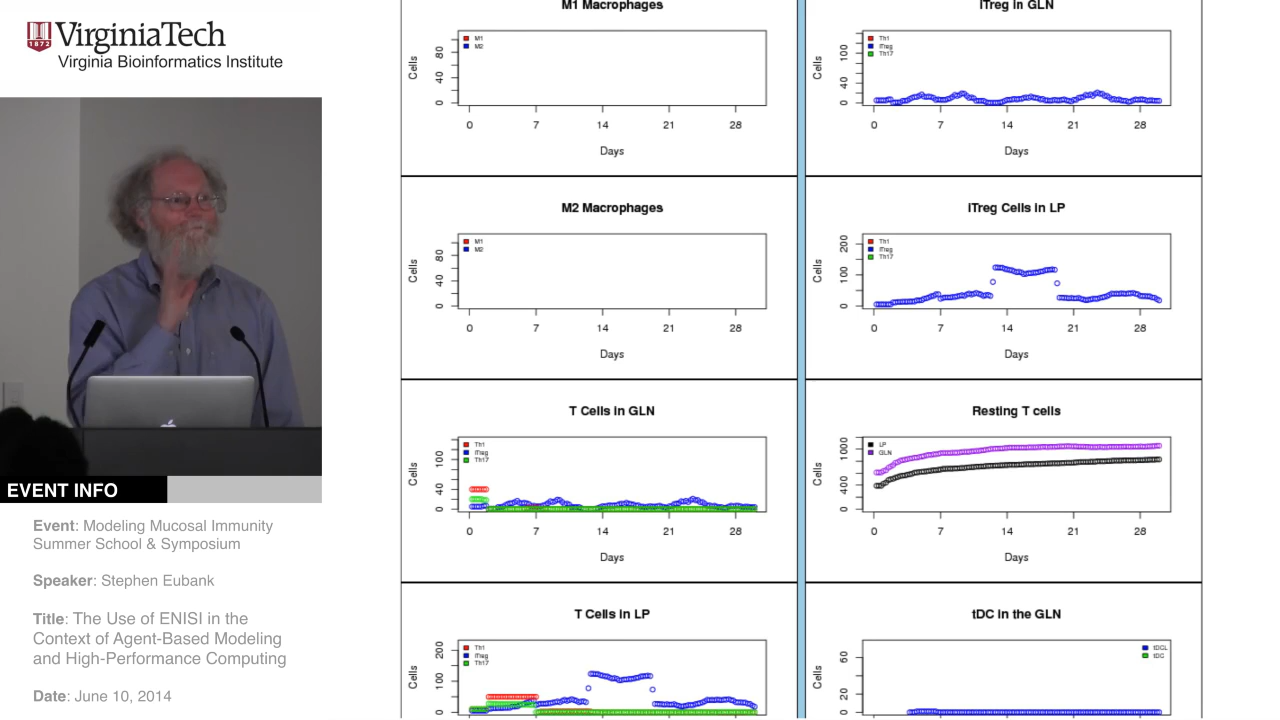 VirginiaTech
1872
Virginia Bioinformatics Institute
EVENT INFO
Event: Modeling Mucosal Immunity
Summer School & Symposium
Speaker: Stephen Eubank
Title: The Use of ENISI in the
Context of Agent-Based Modeling
and High-Performance Computing
Date: June 10, 2014
M1 Macrophages
M1
M2
Cells
0 40 80
0 7 14 21 28
Days
ITreg in GLN
Th1
iTreg
Th17
Cells
0 40 100
0 7 14 21 28
Days
M2 Macrophages
M1
M2
Cells
0 40 80
0 7 14 21 28
Days
ITreg Cells in LP
Th1
iTreg
Th17
Cells
0 100 200
0 7 14 21 28
Days
T Cells in GLN
Th1
iTreg
Th17
Cells
0 40 100
0 7 14 21 28
Days
Resting T cells
LP
GLN
Cells
0 400 1000
0 7 14 21 28
Days
T Cells in LP
Th1
iTreg
Th17
Cells
0 100 200
tDC in the GLN
tDCL
tDC
Cells
0 20 60